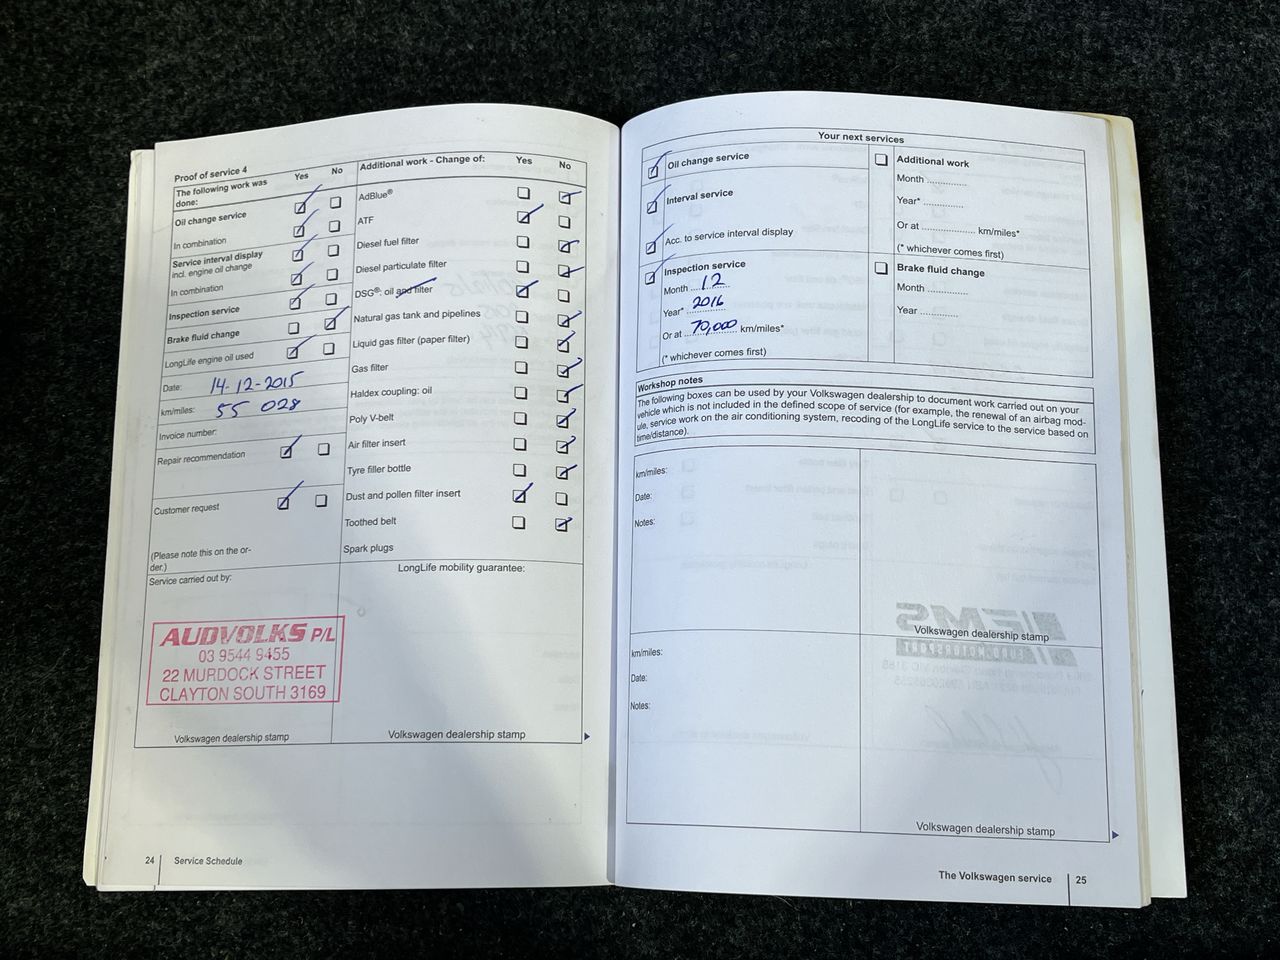 Proof of service 4
Yes No
The following work was
done:
Oil change service
In combination
Service interval display
incl. engine oil change
In combination
Inspection service
Brake fluid change
LongLife engine oil used
Date: 14-12-2015
km/miles: 55 028
Invoice number:
Repair recommendation
Customer request
(Please note this on the or-
der.)
Service carried out by:
AUDVOLKS P/L
03 9544 9455
22 MURDOCK STREET
CLAYTON SOUTH 3169
Volkswagen dealership stamp
Additional work - Change of: Yes No
AdBlue®
ATF
Diesel fuel filter
Diesel particulate filter
DSG®: oil and filter
Natural gas tank and pipelines
Liquid gas filter (paper filter)
Gas filter
Haldex coupling: oil
Poly V-belt
Air filter insert
Tyre filler bottle
Dust and pollen filter insert
Toothed belt
Spark plugs
LongLife mobility guarantee:
Volkswagen dealership stamp
24 Service Schedule
Your next services
Oil change service
Interval service
Acc. to service interval display
Inspection service
Month 12
Year* 2016
Or at 70,000 km/miles*
(* whichever comes first)
Additional work
Month ..............
Year* ..............
Or at .................... km/miles*
(* whichever comes first)
Brake fluid change
Month ..............
Year ..............
Workshop notes
The following boxes can be used by your Volkswagen dealership to document work carried out on your
vehicle which is not included in the defined scope of service (for example, the renewal of an airbag mod-
ule, service work on the air conditioning system, recoding of the LongLife service to the service based on
time/distance).
km/miles:
Date:
Notes:
Volkswagen dealership stamp
km/miles:
Date:
Notes:
Volkswagen dealership stamp
The Volkswagen service 25